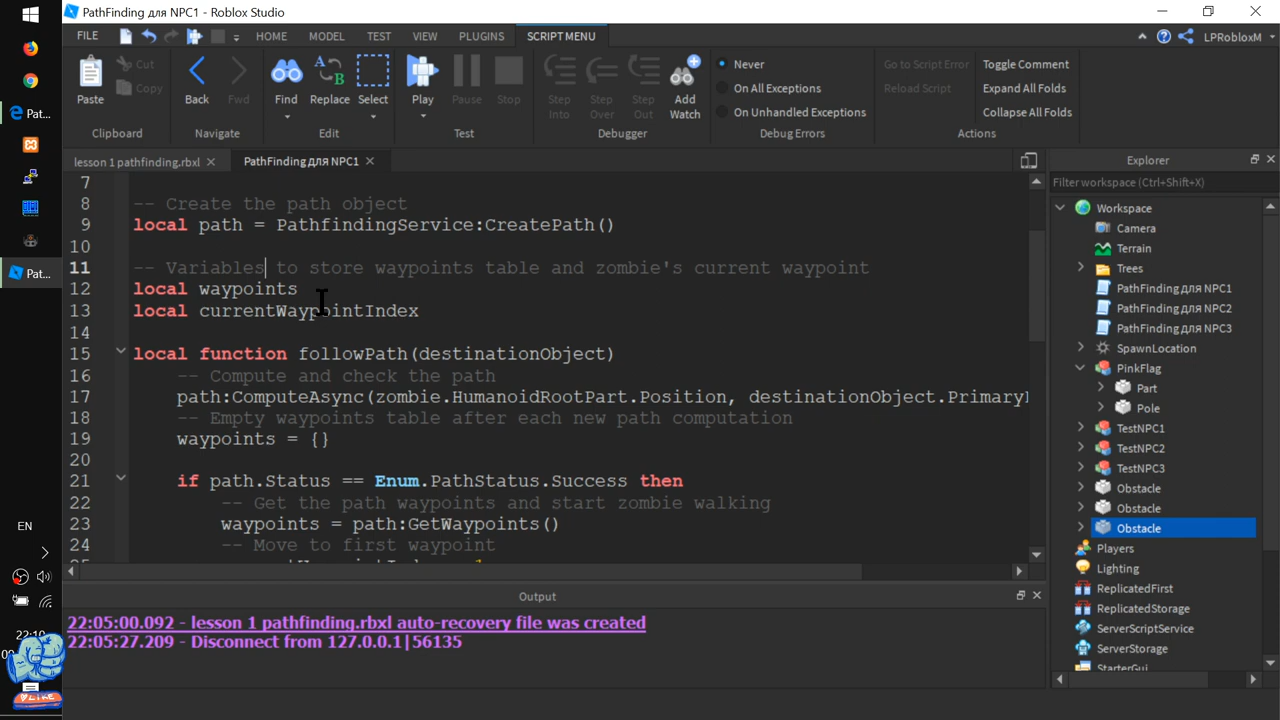 PathFinding для NPC1 - Roblox Studio
FILE HOME MODEL TEST VIEW PLUGINS SCRIPT MENU LPRobloxM
Paste Cut Copy Clipboard
Back Fwd Navigate
Find Replace Select Edit
Play Pause Stop Test
Step Into Step Over Step Out Add Watch Debugger
Never
On All Exceptions
On Unhandled Exceptions
Debug Errors
Go to Script Error Toggle Comment
Reload Script Expand All Folds
Collapse All Folds
Actions
lesson 1 pathfinding.rbxl PathFinding для NPC1
7
8 -- Create the path object
9 local path = PathfindingService:CreatePath()
10
11 -- Variables to store waypoints table and zombie's current waypoint
12 local waypoints
13 local currentWaypointIndex
14
15 local function followPath(destinationObject)
16 -- Compute and check the path
17 path:ComputeAsync(zombie.HumanoidRootPart.Position, destinationObject.Primary
18 -- Empty waypoints table after each new path computation
19 waypoints = {}
20
21 if path.Status == Enum.PathStatus.Success then
22 -- Get the path waypoints and start zombie walking
23 waypoints = path:GetWaypoints()
24 -- Move to first waypoint
Output
22:05:00.092 - lesson 1 pathfinding.rbxl auto-recovery file was created
22:05:27.209 - Disconnect from 127.0.0.1|56135
Explorer
Filter workspace (Ctrl+Shift+X)
Workspace
Camera
Terrain
Trees
PathFinding для NPC1
PathFinding для NPC2
PathFinding для NPC3
SpawnLocation
PinkFlag
Part
Pole
TestNPC1
TestNPC2
TestNPC3
Obstacle
Obstacle
Obstacle
Players
Lighting
ReplicatedFirst
ReplicatedStorage
ServerScriptService
ServerStorage
StarterGui
Pat...
Pat...
EN
LIKE